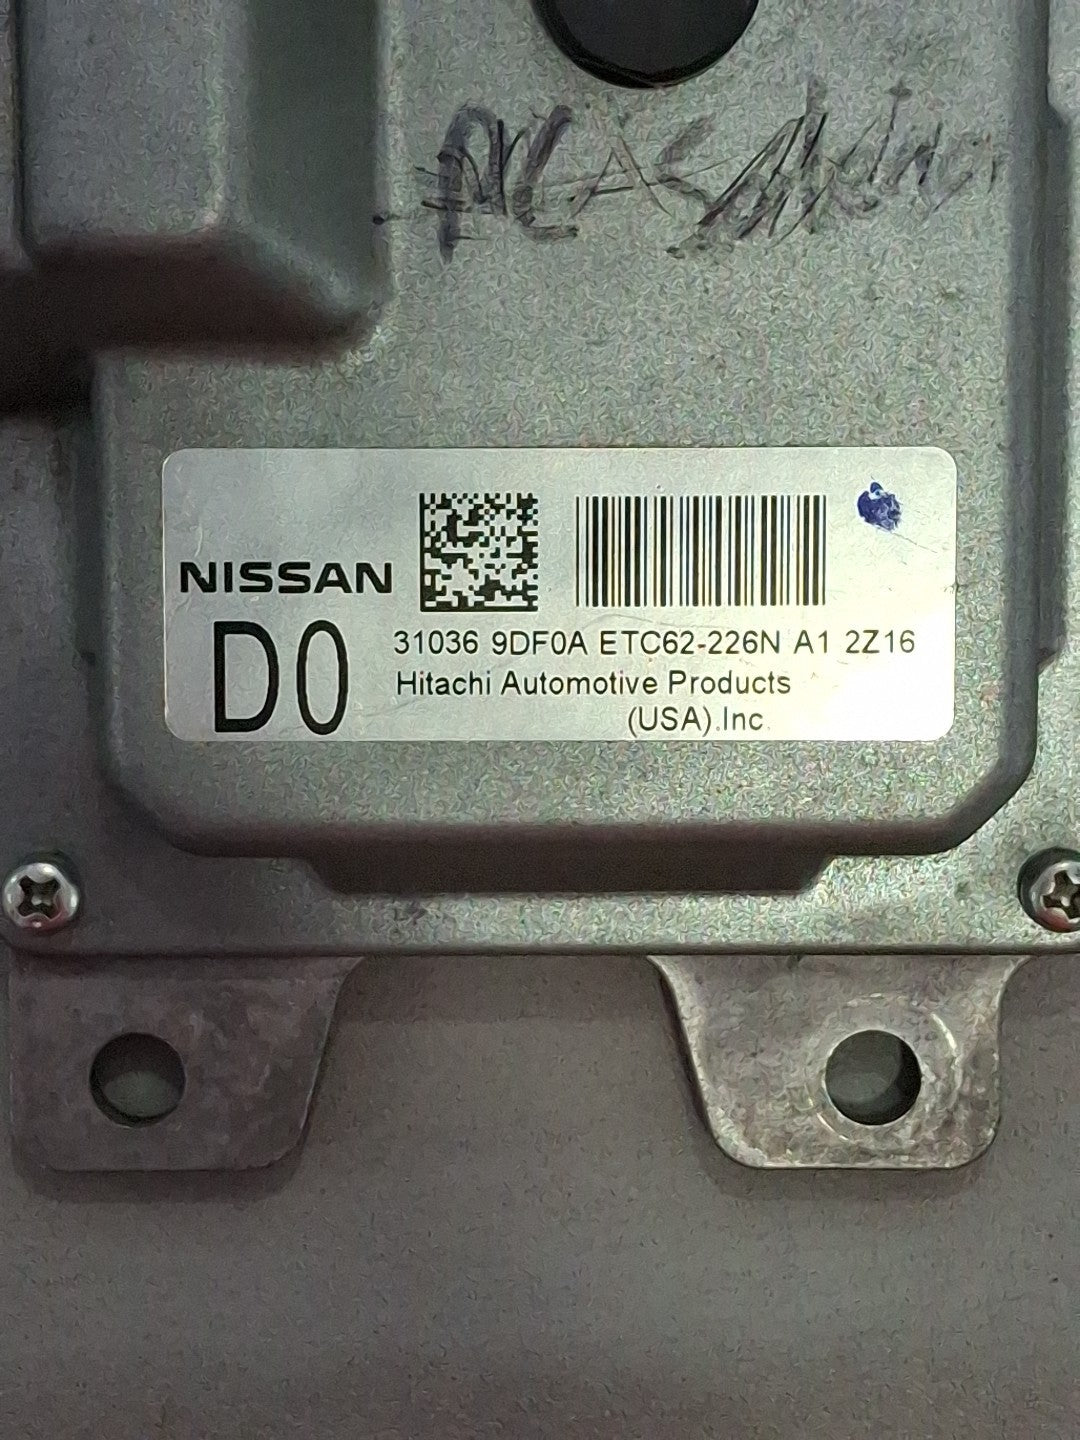 NISSAN
D0
31036 9DF0A ETC62-226N A1 2Z16
Hitachi Automotive Products
(USA).Inc.